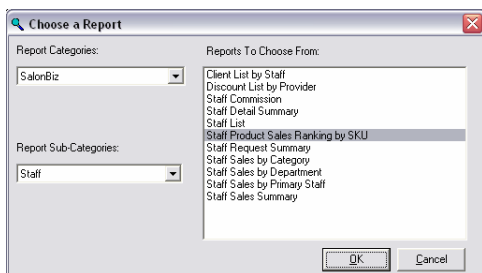 Choose a Report
Report Categories:
SalonBiz
Report Sub-Categories:
Staff
Reports To Choose From:
Client List by Staff
Discount List by Provider
Staff Commission
Staff Detail Summary
Staff List
Staff Product Sales Ranking by SKU
Staff Request Summary
Staff Sales by Category
Staff Sales by Department
Staff Sales by Primary Staff
Staff Sales Summary
OK
Cancel